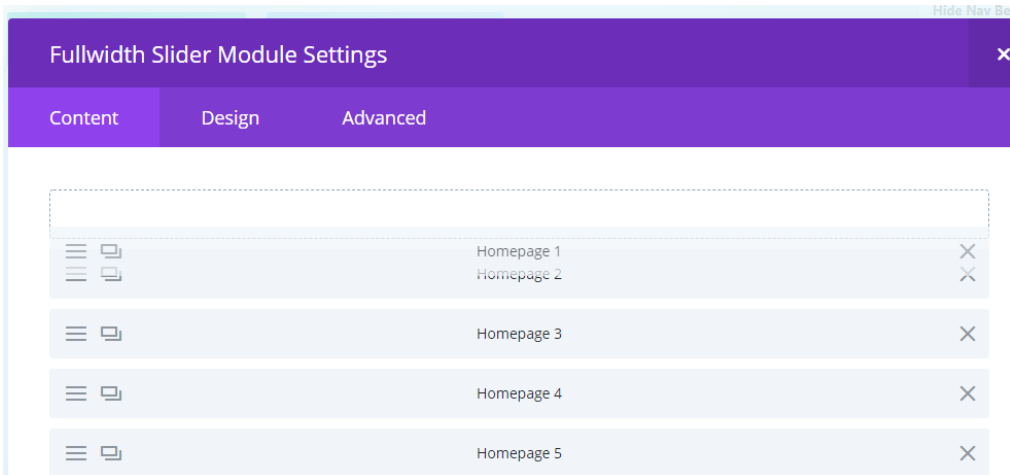 Hide Nav Be
Fullwidth Slider Module Settings
Content Design Advanced
Homepage 1
Homepage 2
Homepage 3
Homepage 4
Homepage 5